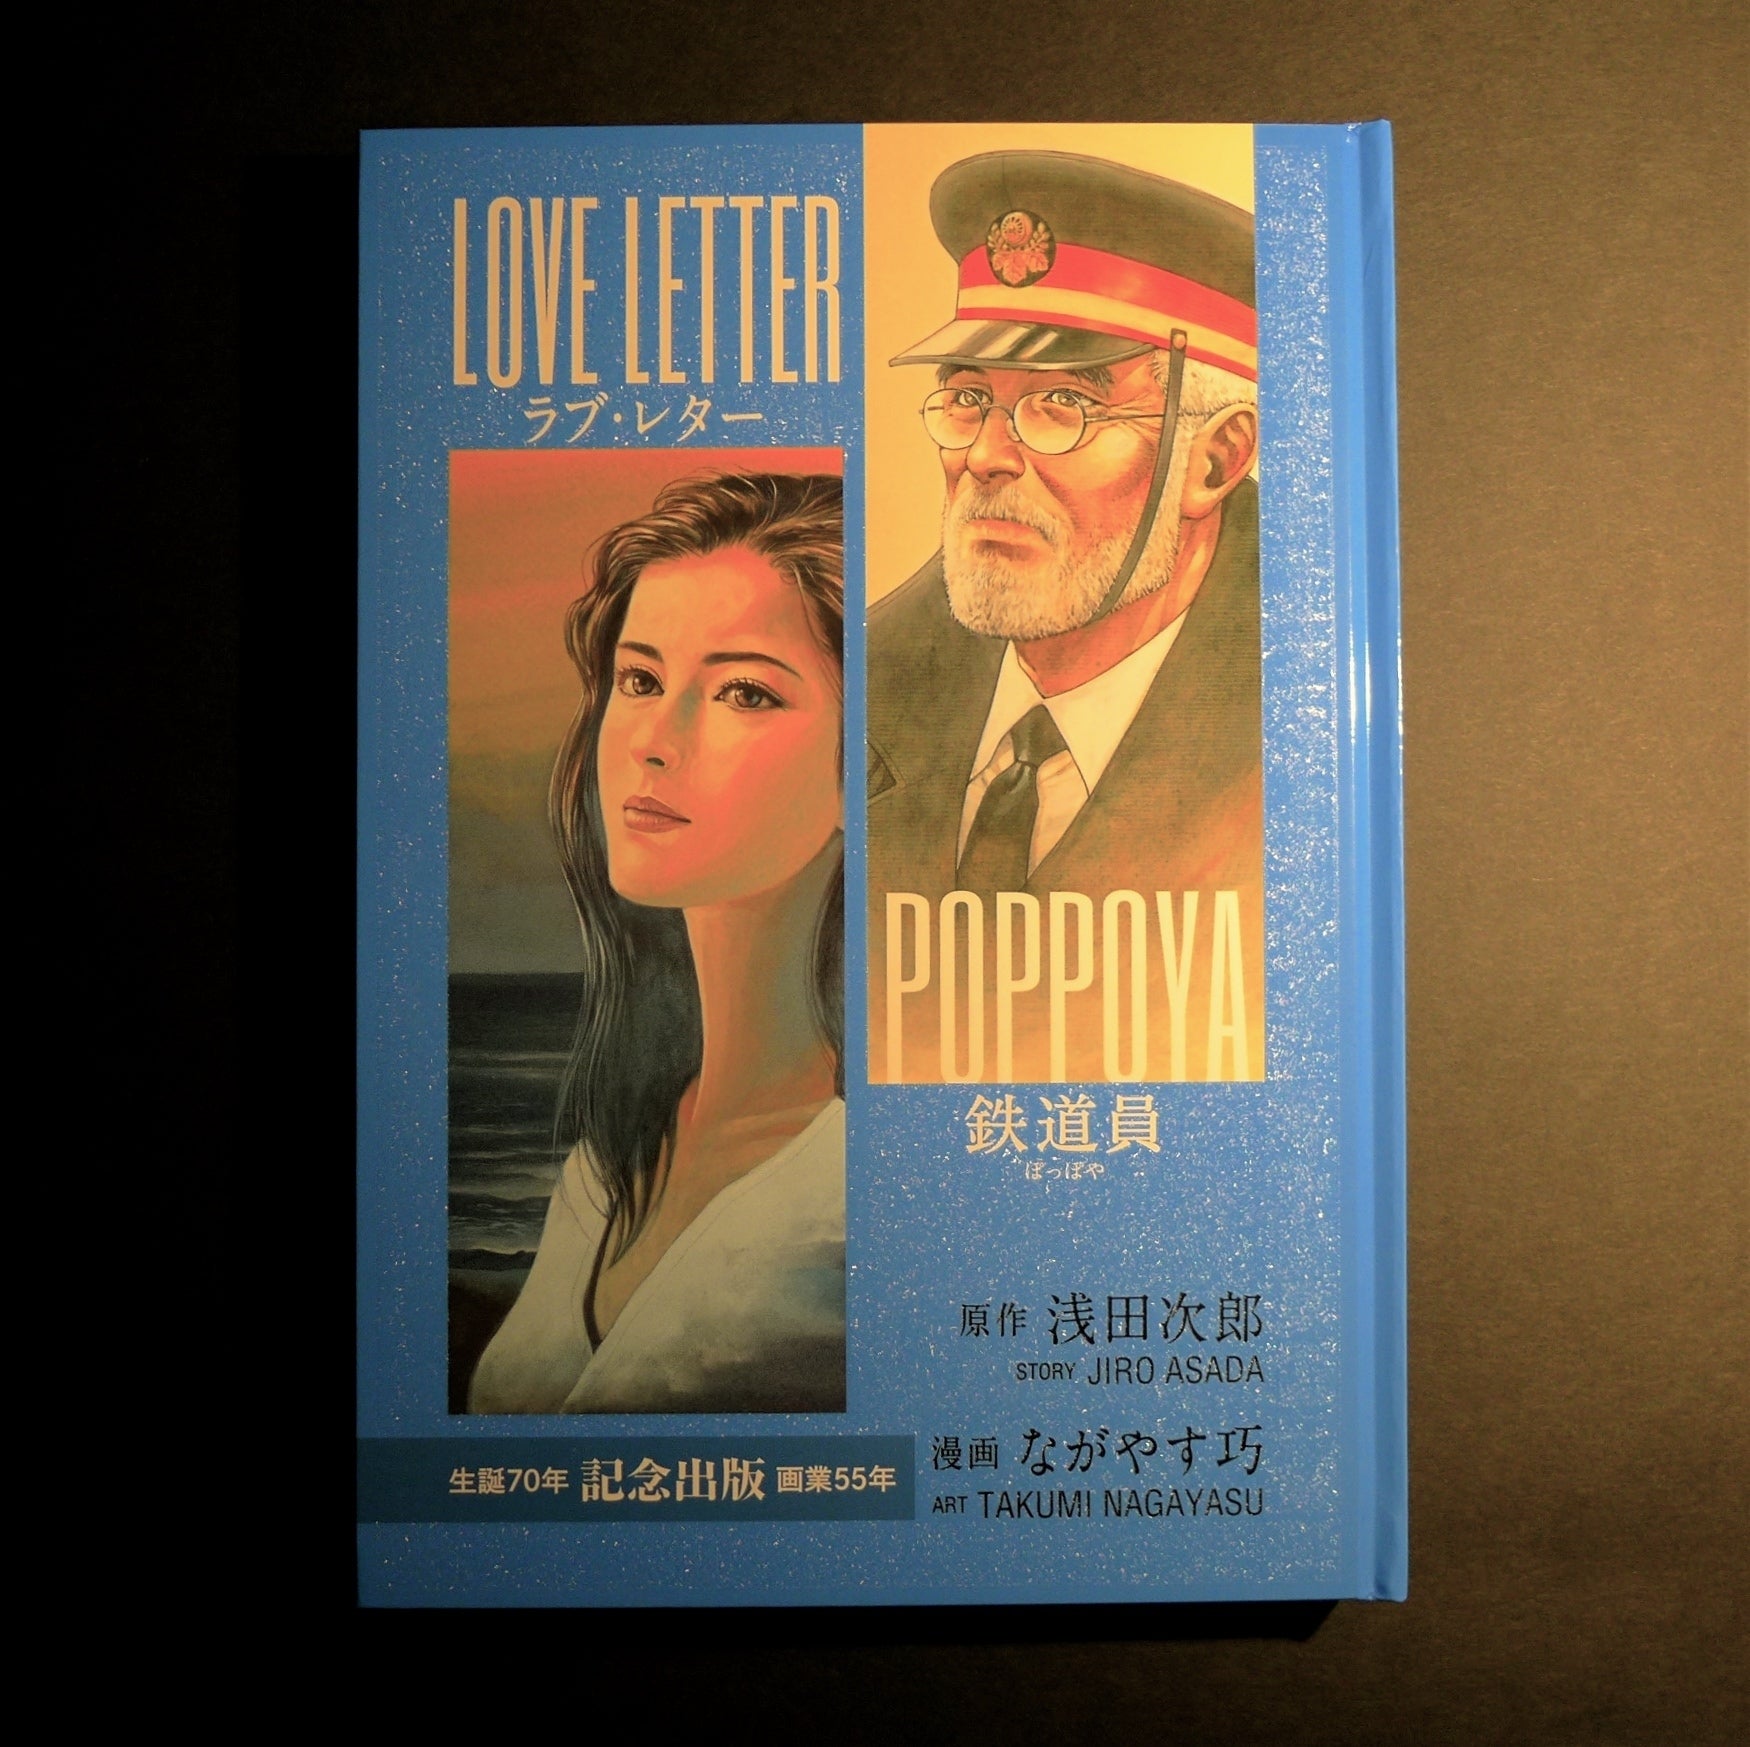 LOVE LETTER
ラブ・レター
POPPOYA
鉄道員
ぽっぽや
原作 浅田次郎
STORY JIRO ASADA
漫画 ながやす巧
ART TAKUMI NAGAYASU
生誕70年 記念出版 画業55年